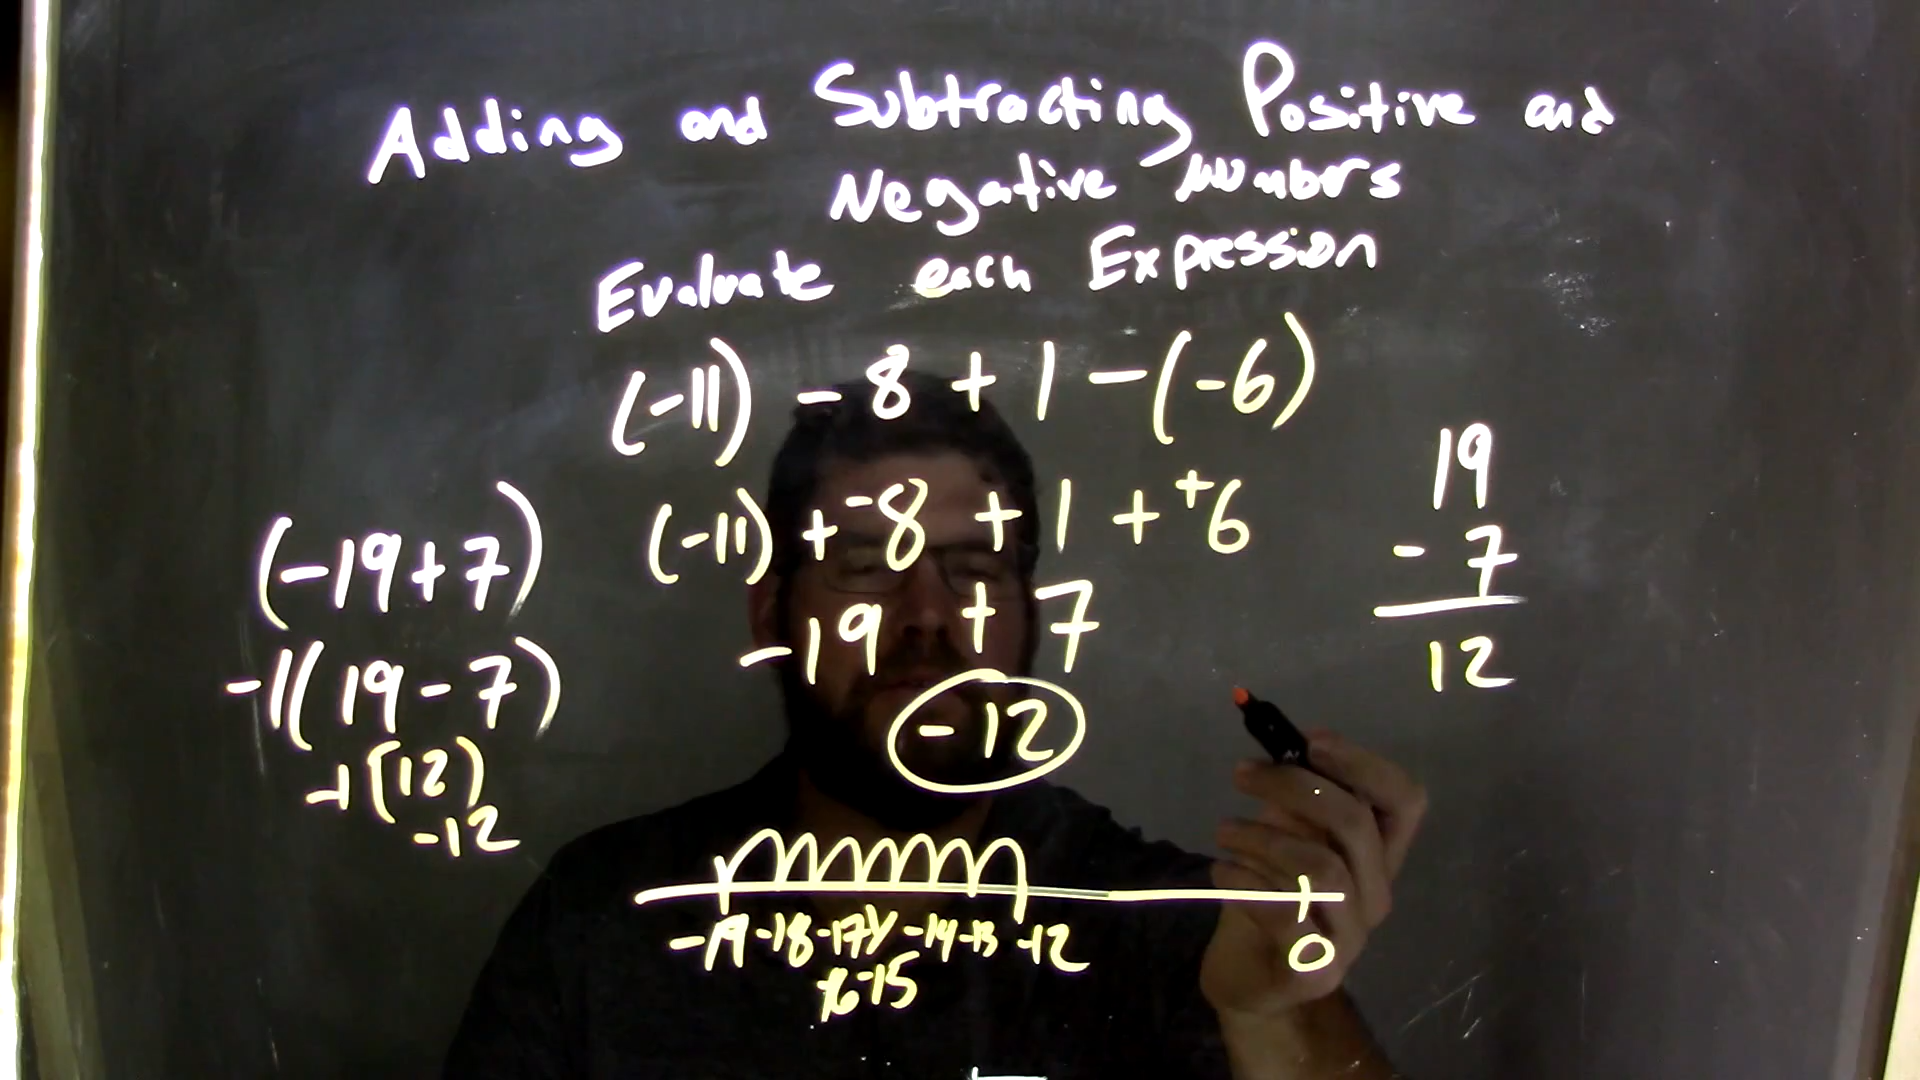 Adding and Subtracting Positive and
Negative Numbers
Evaluate each Expression
(-11) - 8 + 1 - (-6)
(-11) + -8 + 1 + +6
-19 + 7
-12
(-19+7)
-1(19-7)
-1(12)
-12
19
- 7
12
-19 -18 -17 -14 -13 -12 0
-16 -15